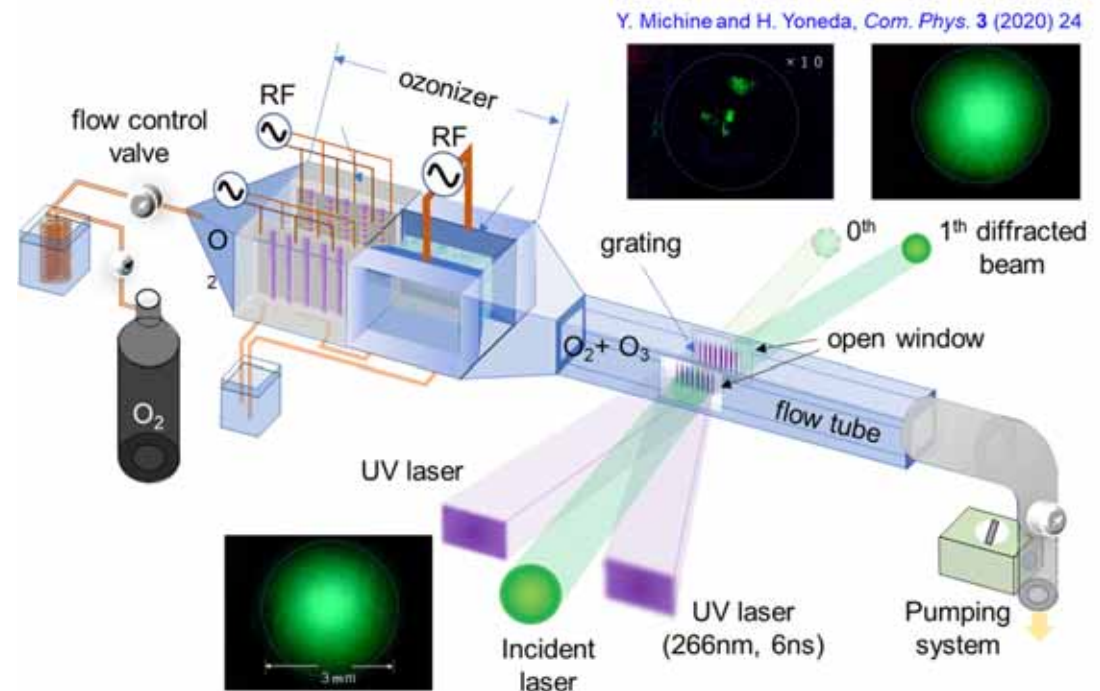 Y. Michine and H. Yoneda, Com. Phys. 3 (2020) 24
× 10
ozonizer
RF
RF
flow control
valve
O
2
0th
1th diffracted
beam
grating
open window
O2 + O3
flow tube
O2
UV laser
3mm
Incident
laser
UV laser
(266nm, 6ns)
Pumping
system